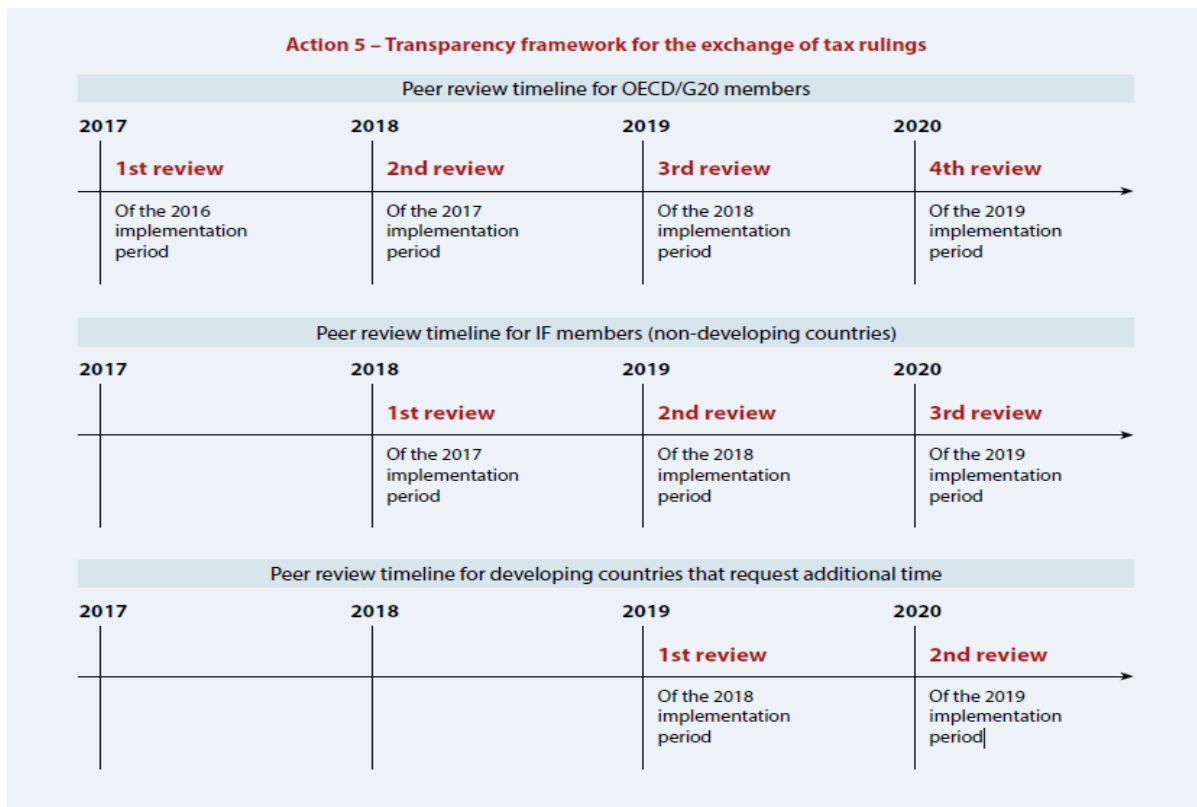 Action 5 – Transparency framework for the exchange of tax rulings
Peer review timeline for OECD/G20 members
2017 2018 2019 2020
1st review 2nd review 3rd review 4th review
Of the 2016 Of the 2017 Of the 2018 Of the 2019
implementation implementation implementation implementation
period period period period
Peer review timeline for IF members (non-developing countries)
2017 2018 2019 2020
1st review 2nd review 3rd review
Of the 2017 Of the 2018 Of the 2019
implementation implementation implementation
period period period
Peer review timeline for developing countries that request additional time
2017 2018 2019 2020
1st review 2nd review
Of the 2018 Of the 2019
implementation implementation
period period